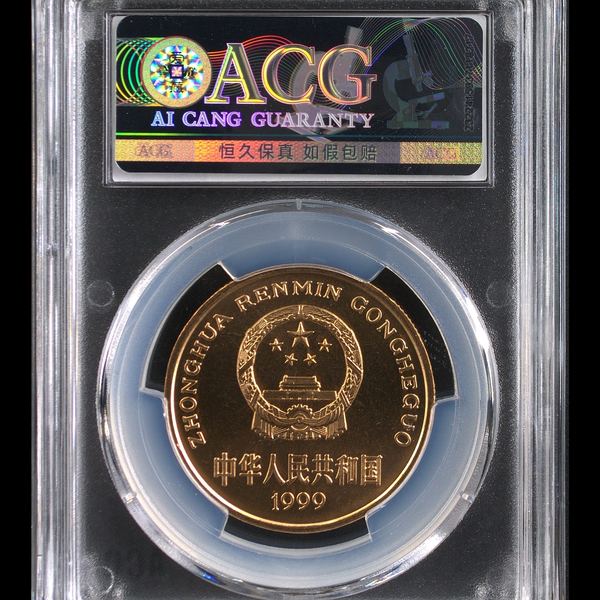 ACG
AI CANG GUARANTY
ACG 恒久保真 如假包赔 ACG
ZHONGHUA RENMIN GONGHEGUO
中华人民共和国
1999